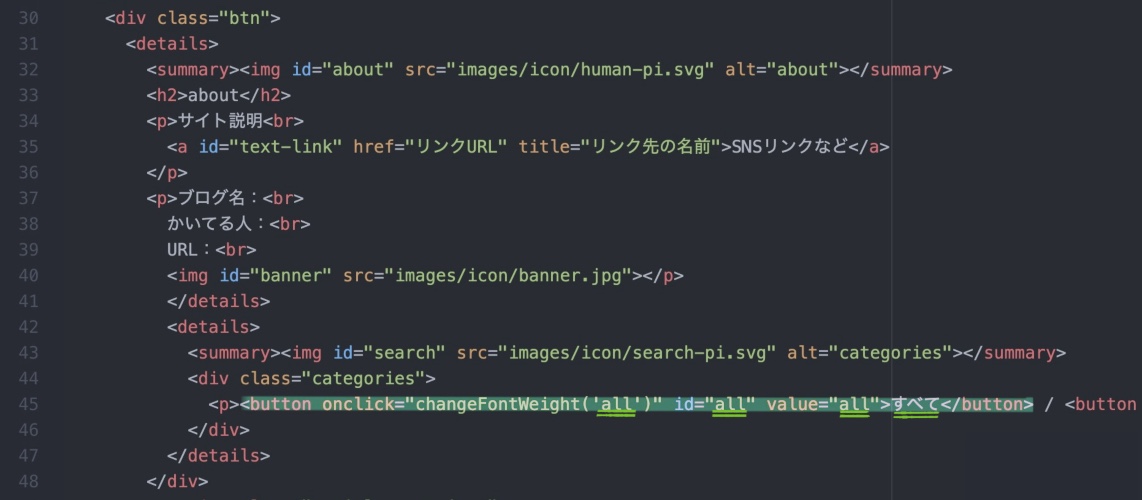 30 <div class="btn">
31 <details>
32 <summary><img id="about" src="images/icon/human-pi.svg" alt="about"></summary>
33 <h2>about</h2>
34 <p>サイト説明<br>
35 <a id="text-link" href="リンクURL" title="リンク先の名前">SNSリンクなど</a>
36 </p>
37 <p>ブログ名：<br>
38 かいてる人：<br>
39 URL：<br>
40 <img id="banner" src="images/icon/banner.jpg"></p>
41 </details>
42 <details>
43 <summary><img id="search" src="images/icon/search-pi.svg" alt="categories"></summary>
44 <div class="categories">
45 <p><button onclick="changeFontWeight('all')" id="all" value="all">すべて</button> / <button
46 </div>
47 </details>
48 </div>